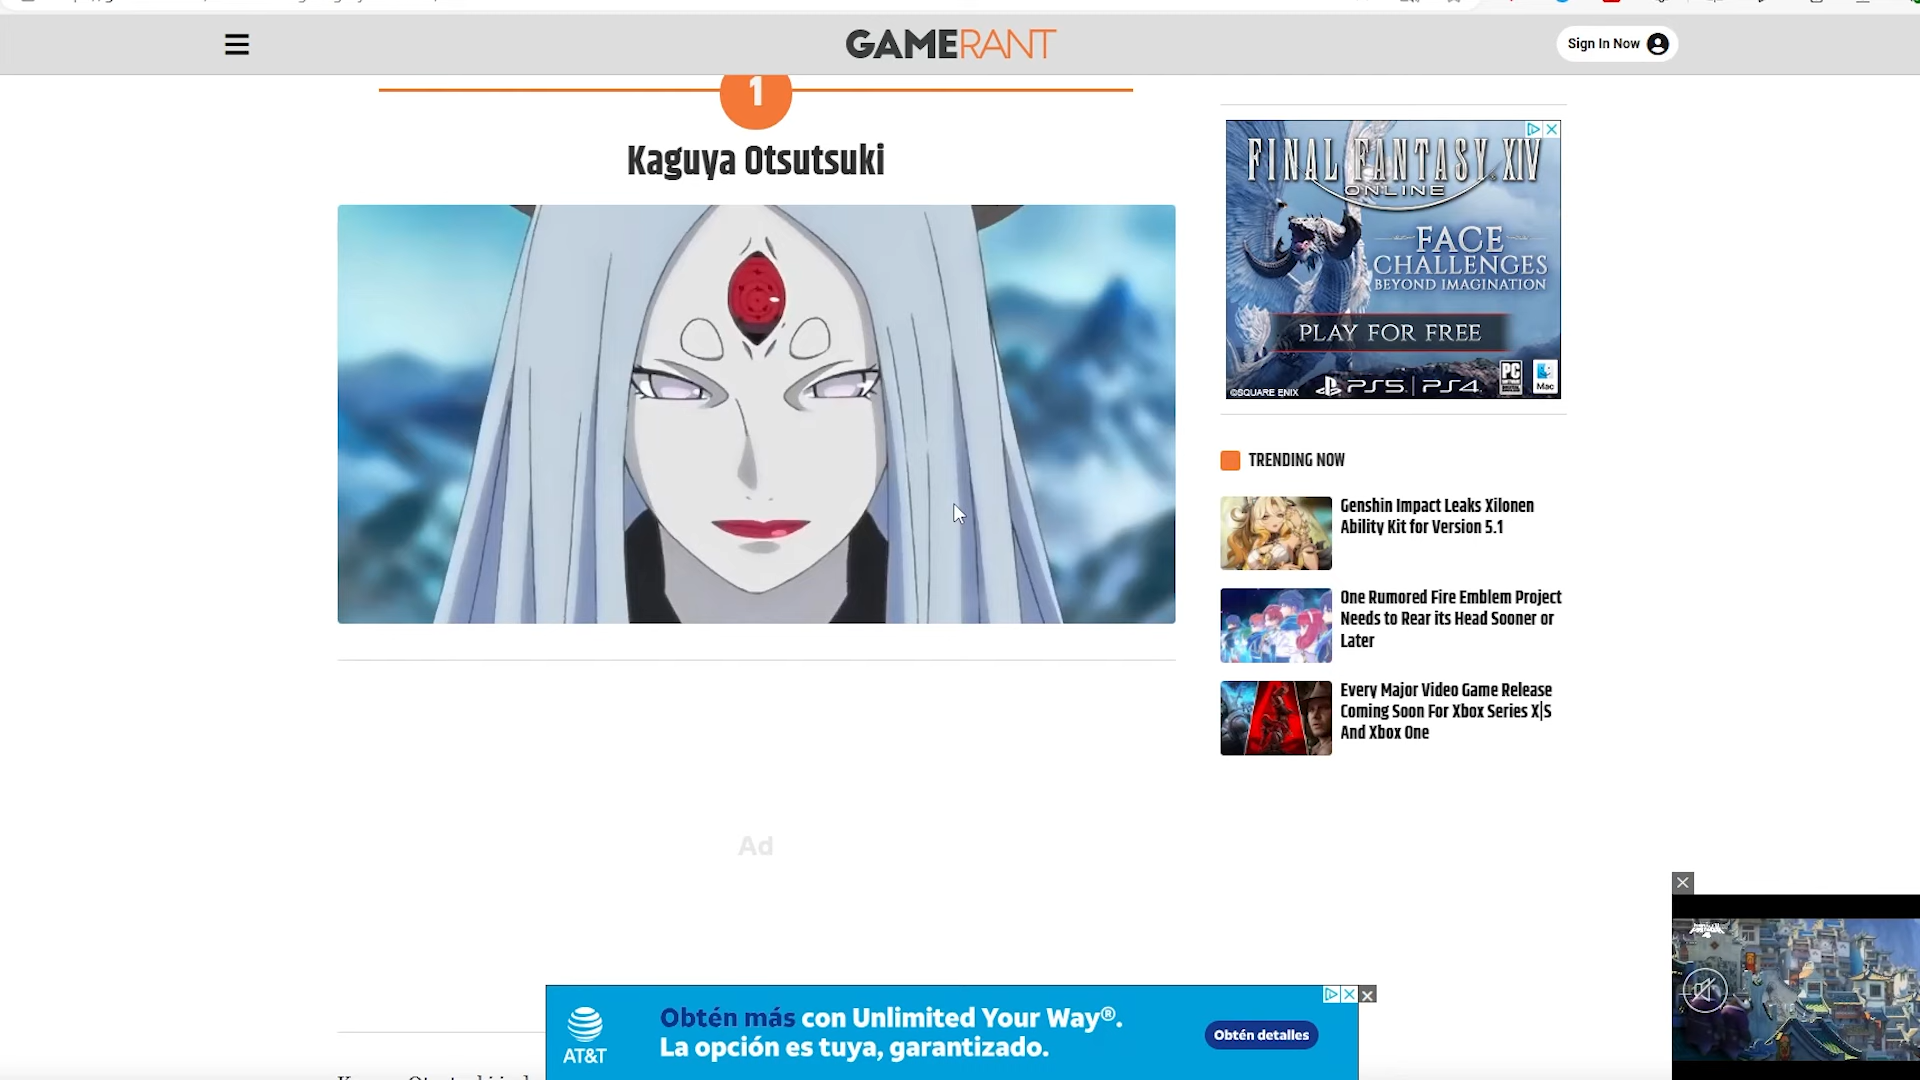 GAMERANT
Sign In Now
1
Kaguya Otsutsuki
FINAL FANTASY XIV
ONLINE
FACE
CHALLENGES
BEYOND IMAGINATION
PLAY FOR FREE
©SQUARE ENIX
PS5 | PS4
PC
Mac
TRENDING NOW
Genshin Impact Leaks Xilonen
Ability Kit for Version 5.1
One Rumored Fire Emblem Project
Needs to Rear its Head Sooner or
Later
Every Major Video Game Release
Coming Soon For Xbox Series X|S
And Xbox One
Ad
Obtén más con Unlimited Your Way®.
La opción es tuya, garantizado.
Obtén detalles
AT&T